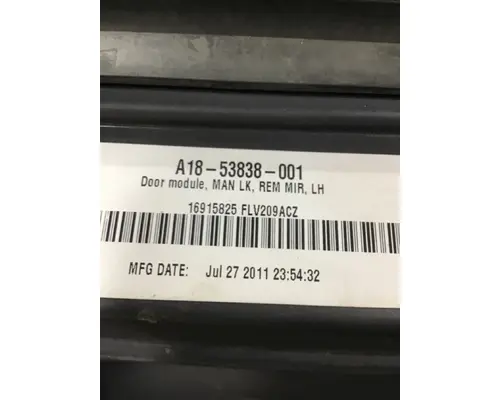 A18-53838-001
Door module, MAN LK, REM MIR, LH
16915825 FLV209ACZ
MFG DATE: Jul 27 2011 23:54:32